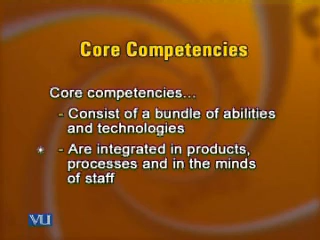 Core Competencies
Core competencies...
- Consist of a bundle of abilities
and technologies
- Are integrated in products,
processes and in the minds
of staff
VU